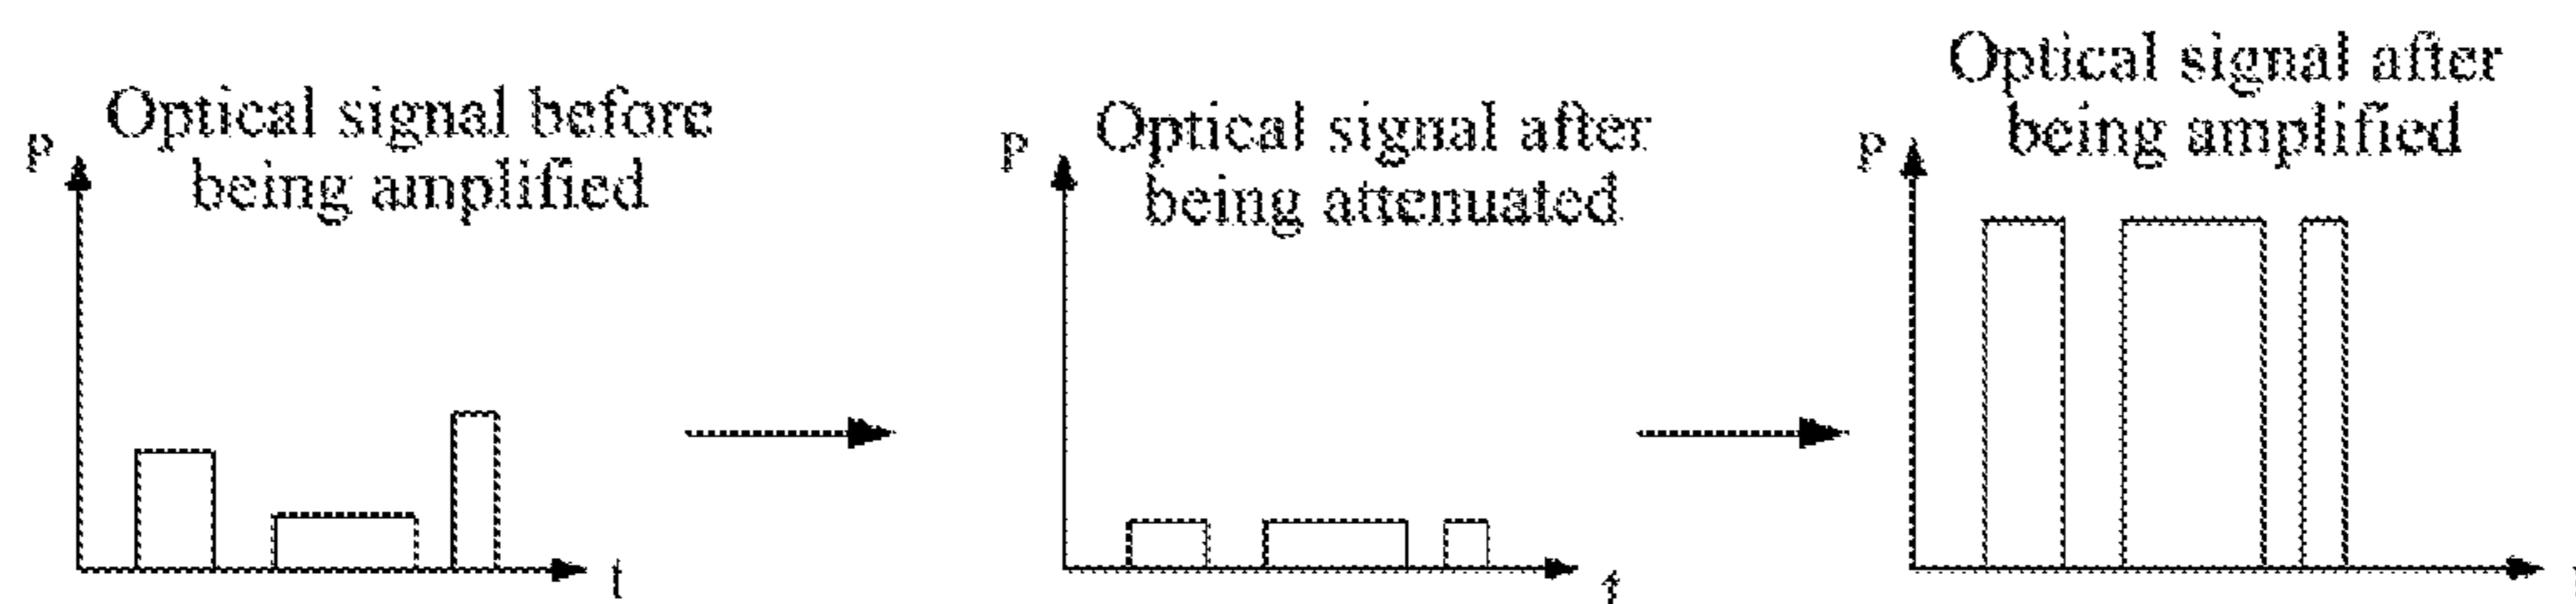 Optical signal before
being amplified
P
t
Optical signal after
being attenuated
P
t
Optical signal after
being amplified
P